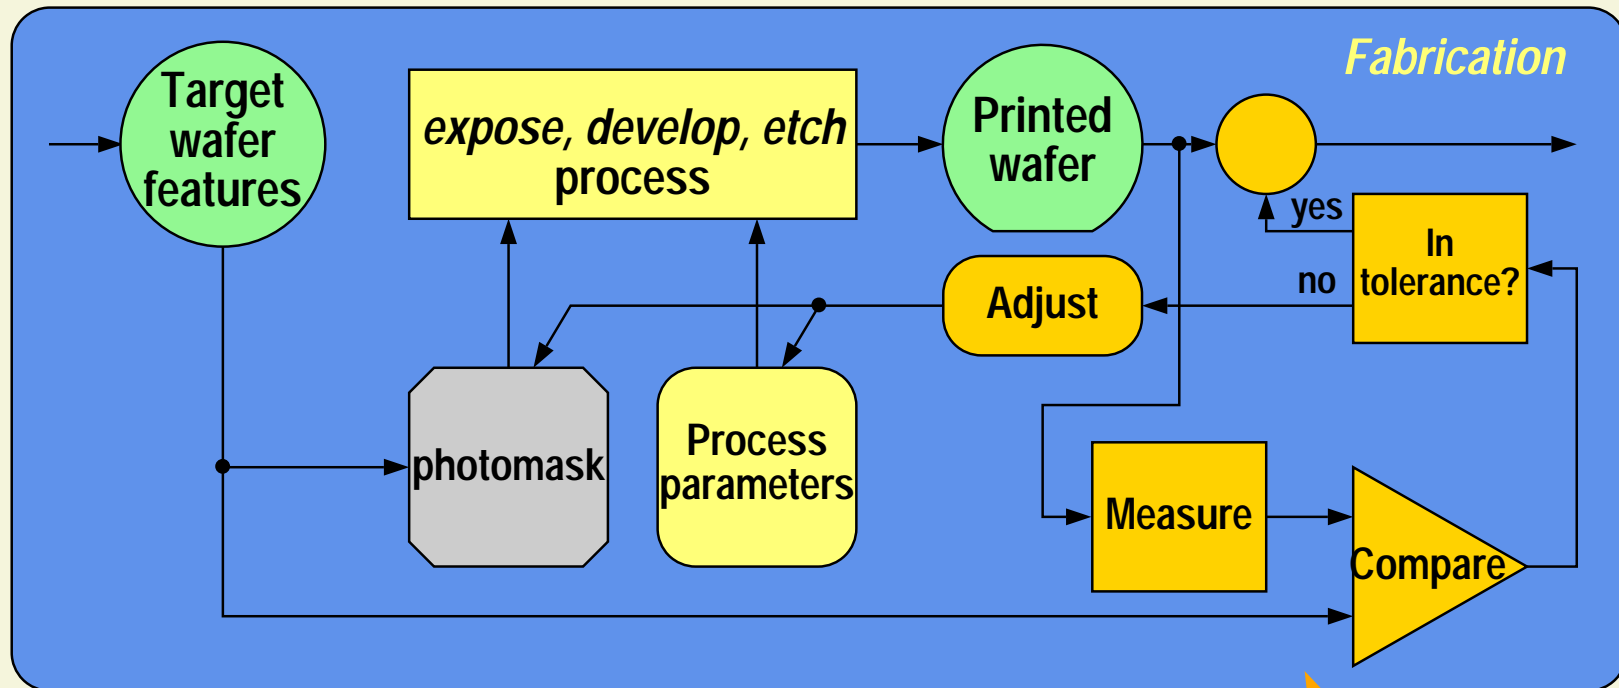 Fabrication
Target
wafer
features
expose, develop, etch
process
Printed
wafer
yes
In
tolerance?
no
Adjust
photomask
Process
parameters
Measure
Compare